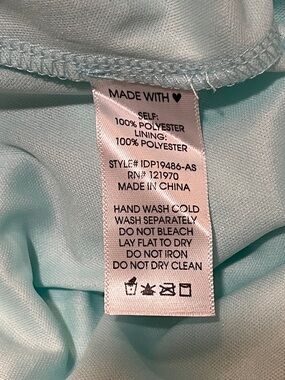 MADE WITH ♥
SELF:
100% POLYESTER
LINING:
100% POLYESTER
STYLE# IDP19486-AS
RN# 121970
MADE IN CHINA
HAND WASH COLD
WASH SEPARATELY
DO NOT BLEACH
LAY FLAT TO DRY
DO NOT IRON
DO NOT DRY CLEAN